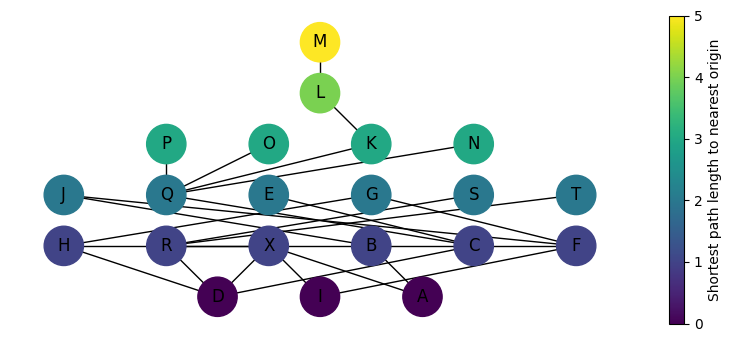 M
L
P O K N
J Q E G S T
H R X B C F
D I A
5
4
3
2
1
0
Shortest path length to nearest origin